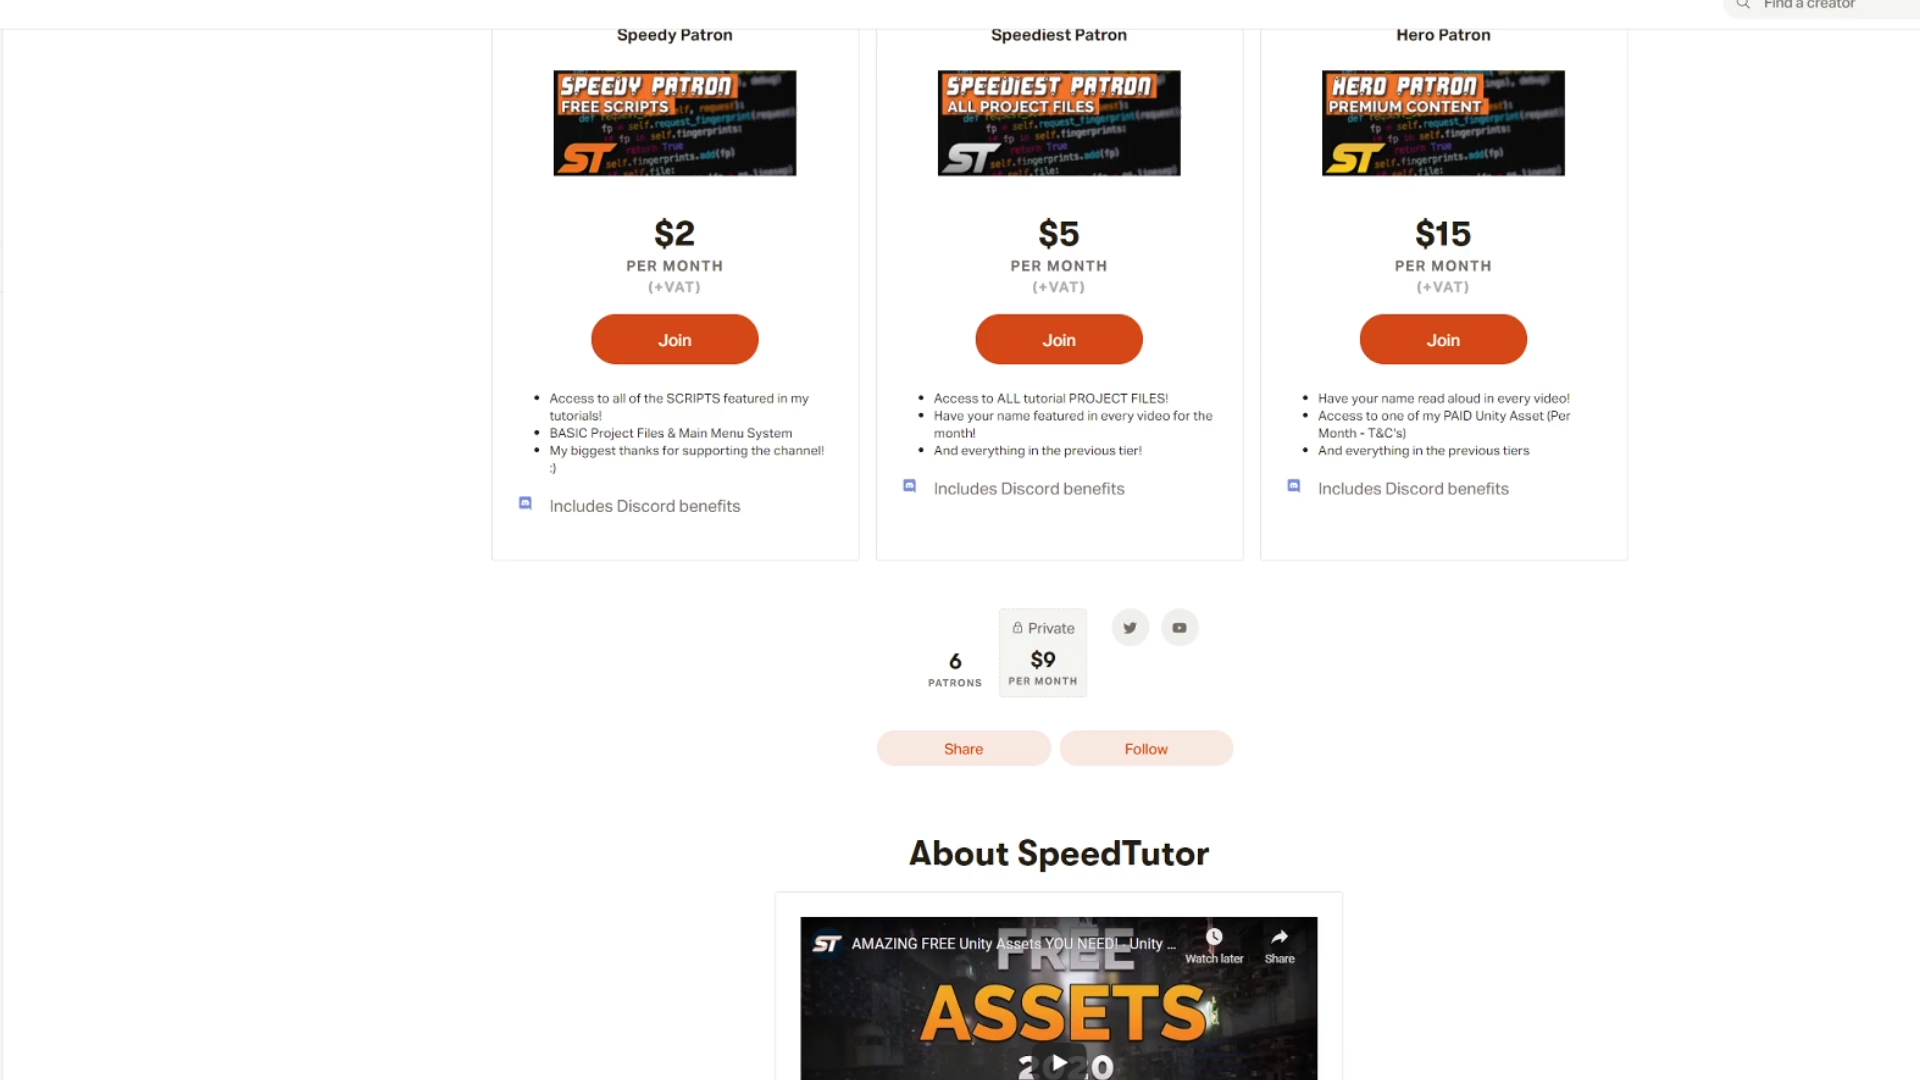 Find a creator
Speedy Patron
SPEEDY PATRON
FREE SCRIPTS
ST
$2
PER MONTH
(+VAT)
Join
Access to all of the SCRIPTS featured in my
tutorials!
BASIC Project Files & Main Menu System
My biggest thanks for supporting the channel!
:)
Includes Discord benefits
Speediest Patron
SPEEDIEST PATRON
ALL PROJECT FILES
ST
$5
PER MONTH
(+VAT)
Join
Access to ALL tutorial PROJECT FILES!
Have your name featured in every video for the
month!
And everything in the previous tier!
Includes Discord benefits
Hero Patron
HERO PATRON
PREMIUM CONTENT
ST
$15
PER MONTH
(+VAT)
Join
Have your name read aloud in every video!
Access to one of my PAID Unity Asset (Per
Month - T&C's)
And everything in the previous tiers
Includes Discord benefits
6
PATRONS
Private
$9
PER MONTH
Share
Follow
About SpeedTutor
ST AMAZING FREE Unity Assets YOU NEED! - Unity ...
Watch later
Share
FREE
ASSETS